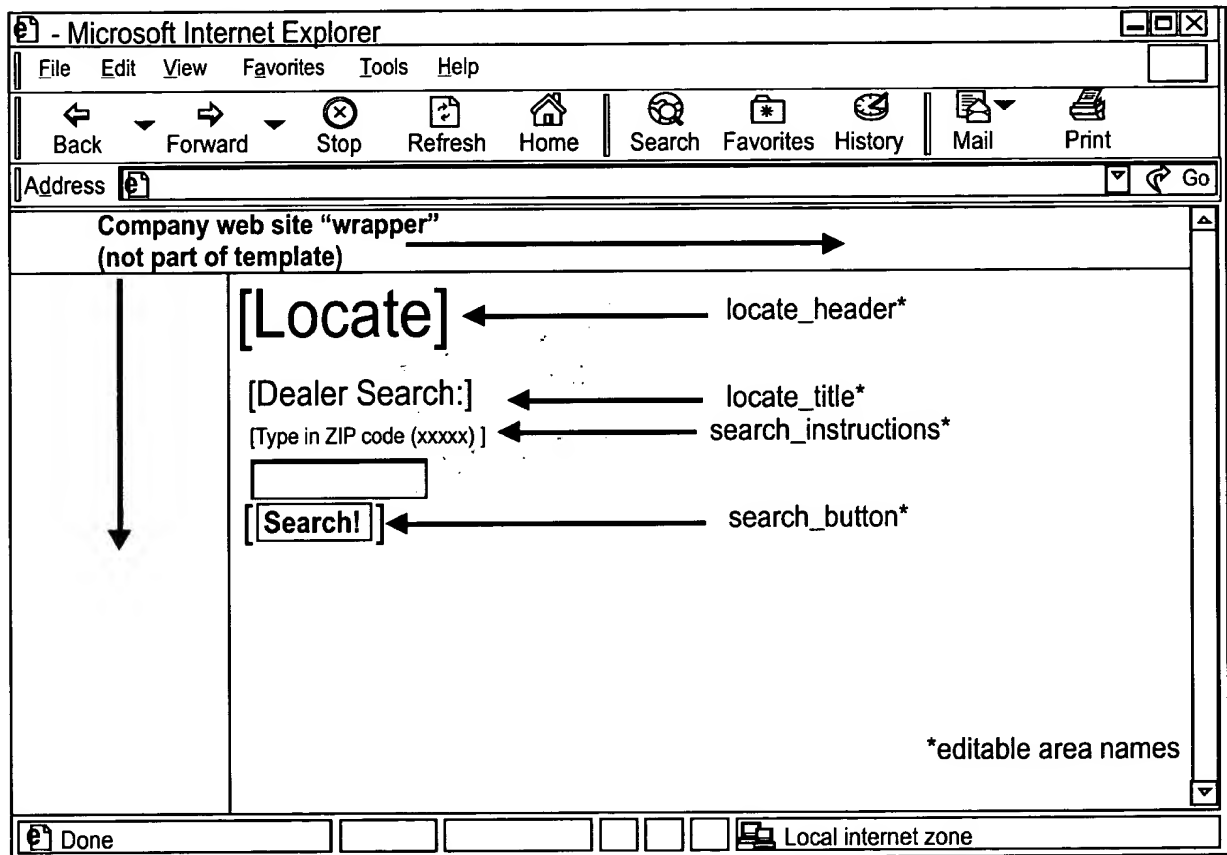 - Microsoft Internet Explorer
File Edit View Favorites Tools Help
Back Forward Stop Refresh Home Search Favorites History Mail Print
Address Go
Company web site “wrapper”
(not part of template)
[Locate] locate_header*
[Dealer Search:] locate_title*
[Type in ZIP code (xxxxx) ] search_instructions*
[ Search! ] search_button*
*editable area names
Done Local internet zone